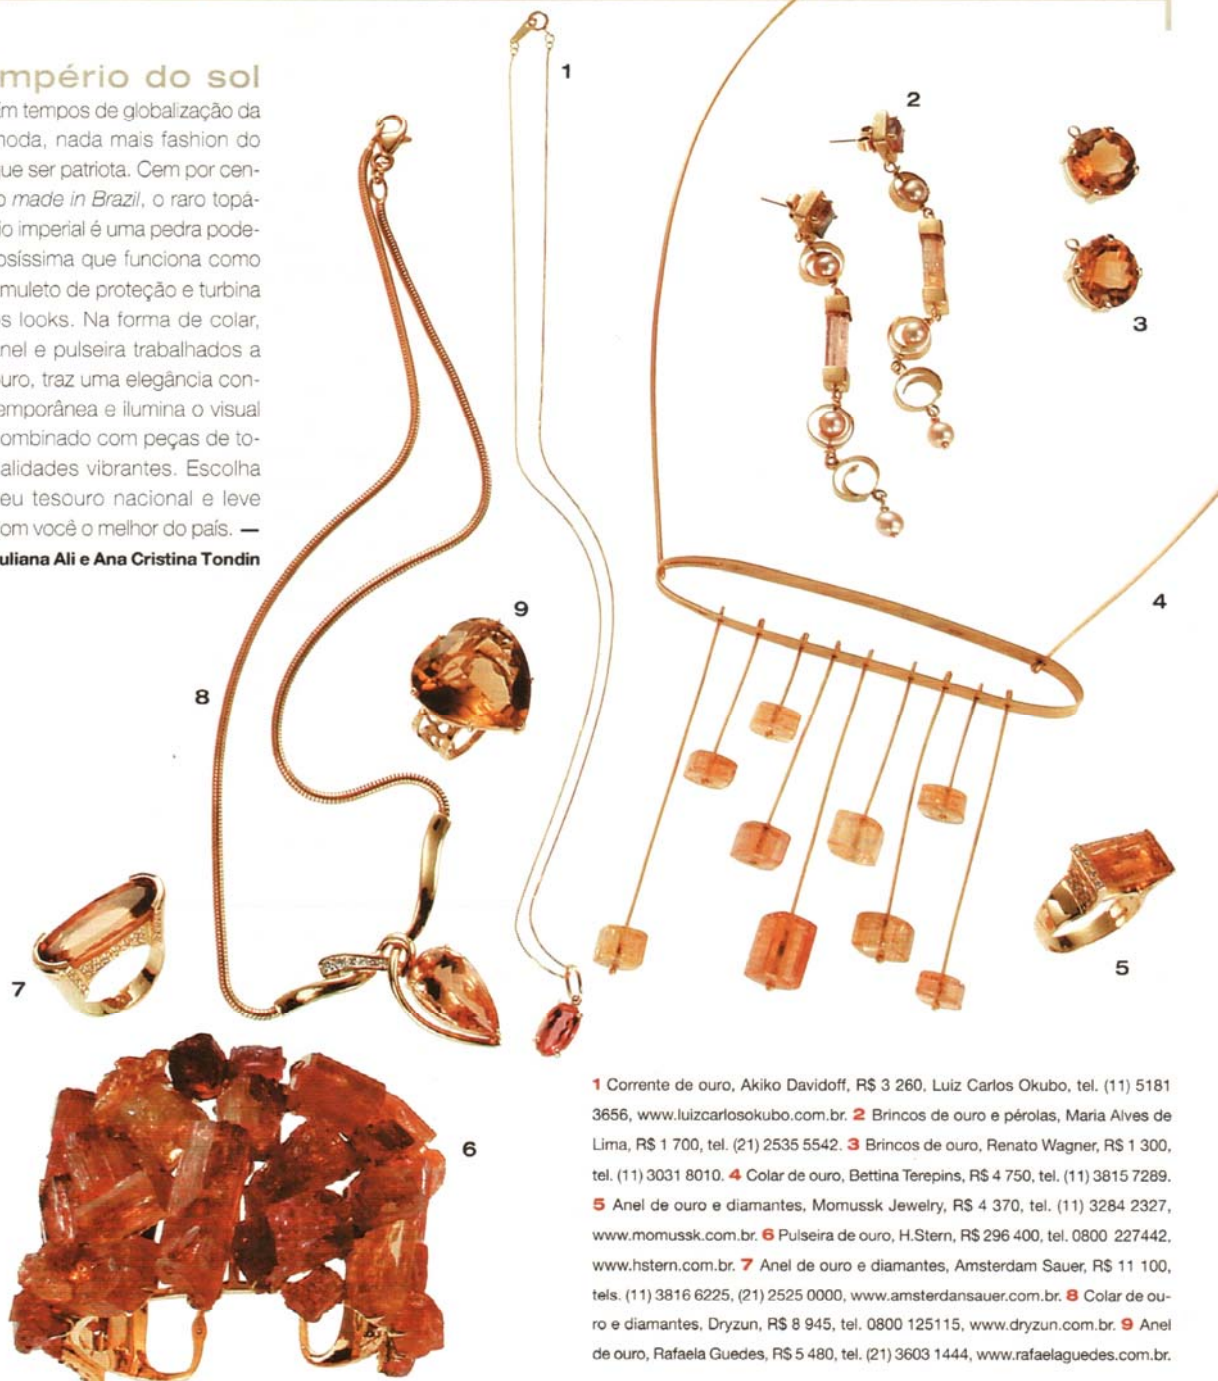 mpério do sol
m tempos de globalização da
moda, nada mais fashion do
que ser patriota. Cem por cen-
o made in Brazil, o raro topá-
io imperial é uma pedra pode-
osíssima que funciona como
muleto de proteção e turbina
os looks. Na forma de colar,
nel e pulseira trabalhados a
uro, traz uma elegância con-
emporânea e ilumina o visual
ombinado com peças de to-
alidades vibrantes. Escolha
eu tesouro nacional e leve
om você o melhor do país. —
uliana Ali e Ana Cristina Tondin
1
2
3
4
9
8
5
7
6
1 Corrente de ouro, Akiko Davidoff, R$ 3 260, Luiz Carlos Okubo, tel. (11) 5181
3656, www.luizcarlosokubo.com.br. 2 Brincos de ouro e pérolas, Maria Alves de
Lima, R$ 1 700, tel. (21) 2535 5542. 3 Brincos de ouro, Renato Wagner, R$ 1 300,
tel. (11) 3031 8010. 4 Colar de ouro, Bettina Terepins, R$ 4 750, tel. (11) 3815 7289.
5 Anel de ouro e diamantes, Momussk Jewelry, R$ 4 370, tel. (11) 3284 2327,
www.momussk.com.br. 6 Pulseira de ouro, H.Stern, R$ 296 400, tel. 0800 227442,
www.hstern.com.br. 7 Anel de ouro e diamantes, Amsterdam Sauer, R$ 11 100,
tels. (11) 3816 6225, (21) 2525 0000, www.amsterdansauer.com.br. 8 Colar de ou-
ro e diamantes, Dryzun, R$ 8 945, tel. 0800 125115, www.dryzun.com.br. 9 Anel
de ouro, Rafaela Guedes, R$ 5 480, tel. (21) 3603 1444, www.rafaelaguedes.com.br.